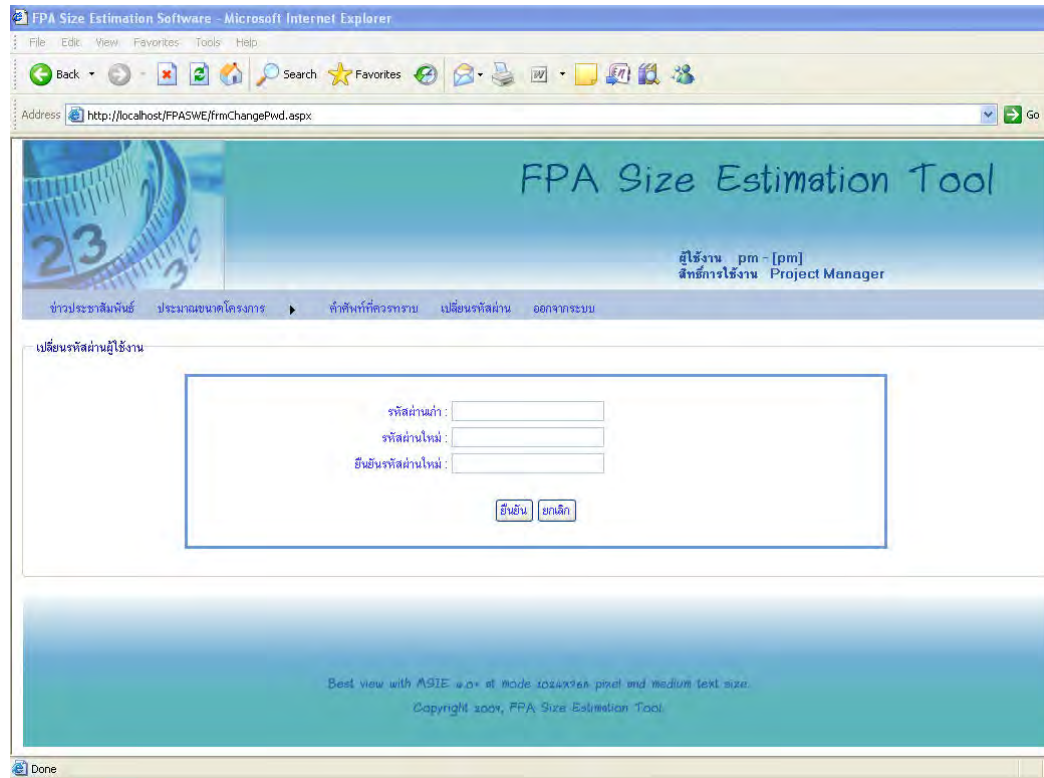 FPA Size Estimation Software - Microsoft Internet Explorer
File Edit View Favorites Tools Help
Back Search Favorites
Address http://localhost/FPASWE/frmChangePwd.aspx Go
FPA Size Estimation Tool
23
ผู้ใช้งาน pm - [pm]
สิทธิ์การใช้งาน Project Manager
ข่าวประชาสัมพันธ์ ประมาณขนาดโครงการ คำศัพท์ที่ควรทราบ เปลี่ยนรหัสผ่าน ออกจากระบบ
เปลี่ยนรหัสผ่านผู้ใช้งาน
รหัสผ่านเก่า :
รหัสผ่านใหม่ :
ยืนยันรหัสผ่านใหม่ :
ยืนยัน ยกเลิก
Best view with MSIE at mode 1024x768 pixel and medium text size.
Copyright 2009, FPA Size Estimation Tool.
Done